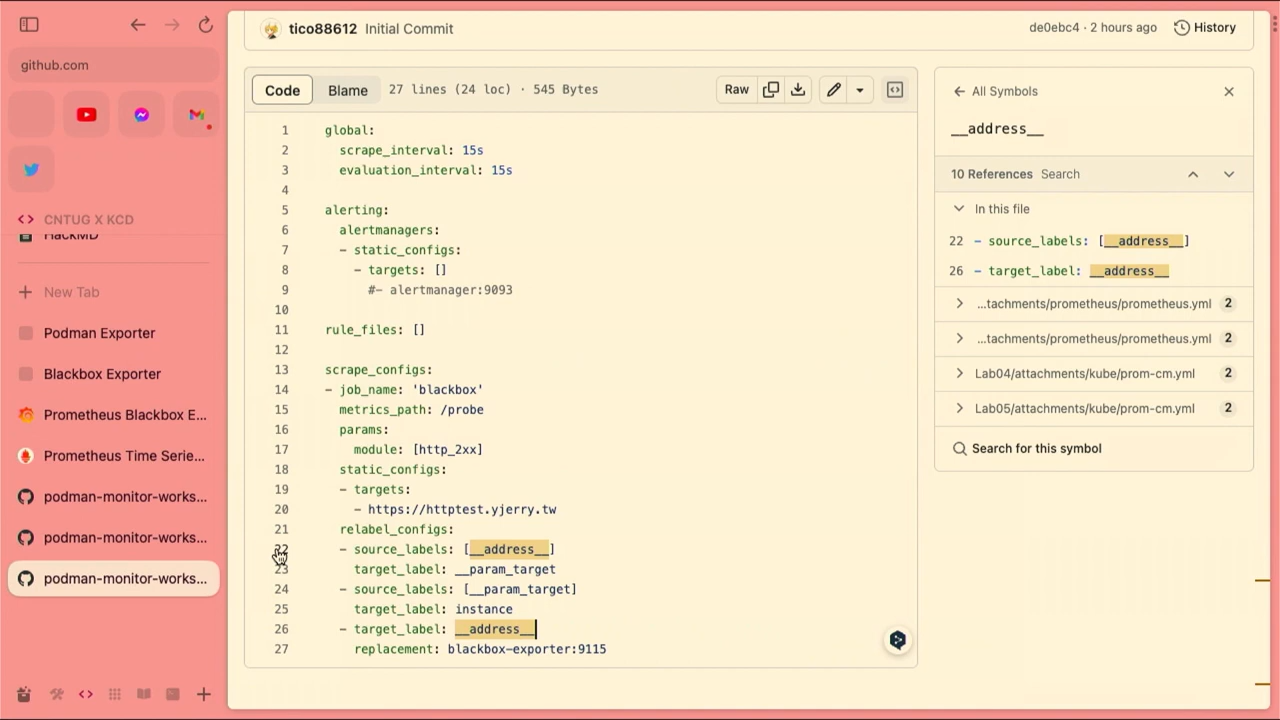 github.com
CNTUG X KCD
HackMD
New Tab
Podman Exporter
Blackbox Exporter
Prometheus Blackbox E...
Prometheus Time Serie...
podman-monitor-works...
podman-monitor-works...
podman-monitor-works...
tico88612 Initial Commit
de0ebc4 · 2 hours ago History
Code Blame 27 lines (24 loc) · 545 Bytes Raw
1 global:
2 scrape_interval: 15s
3 evaluation_interval: 15s
4
5 alerting:
6 alertmanagers:
7 - static_configs:
8 - targets: []
9 #- alertmanager:9093
10
11 rule_files: []
12
13 scrape_configs:
14 - job_name: 'blackbox'
15 metrics_path: /probe
16 params:
17 module: [http_2xx]
18 static_configs:
19 - targets:
20 - https://httptest.yjerry.tw
21 relabel_configs:
22 - source_labels: [__address__]
23 target_label: __param_target
24 - source_labels: [__param_target]
25 target_label: instance
26 - target_label: __address__
27 replacement: blackbox-exporter:9115
All Symbols
__address__
10 References Search
In this file
22 - source_labels: [__address__]
26 - target_label: __address__
...tachments/prometheus/prometheus.yml 2
...tachments/prometheus/prometheus.yml 2
Lab04/attachments/kube/prom-cm.yml 2
Lab05/attachments/kube/prom-cm.yml 2
Search for this symbol